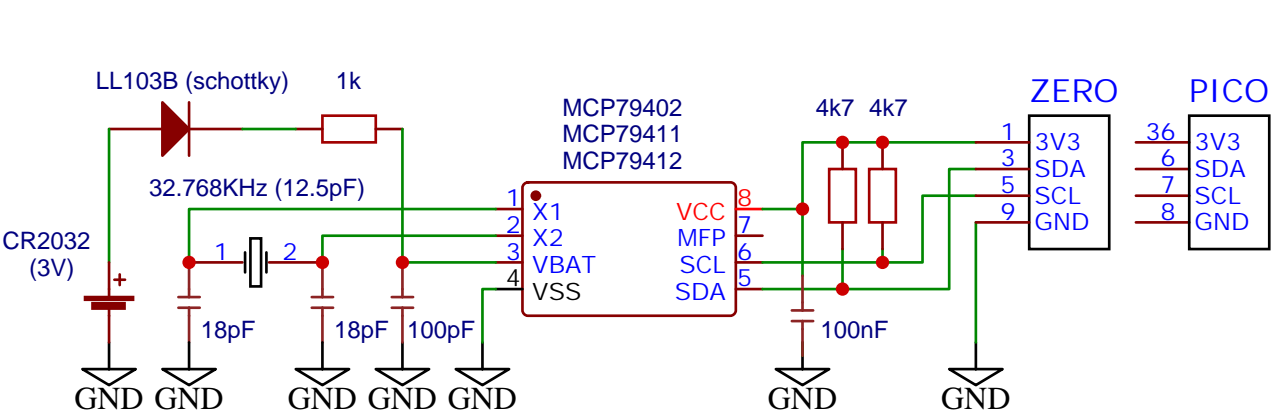 LL103B (schottky)
1k
32.768KHz (12.5pF)
CR2032
(3V)
+
1
2
18pF
18pF
100pF
GND
GND
GND
GND
GND
MCP79402
MCP79411
MCP79412
1
X1
2
X2
3
VBAT
4
VSS
8
VCC
7
MFP
6
SCL
5
SDA
4k7
4k7
100nF
GND
GND
ZERO
1
3V3
3
SDA
5
SCL
9
GND
PICO
36
3V3
6
SDA
7
SCL
8
GND